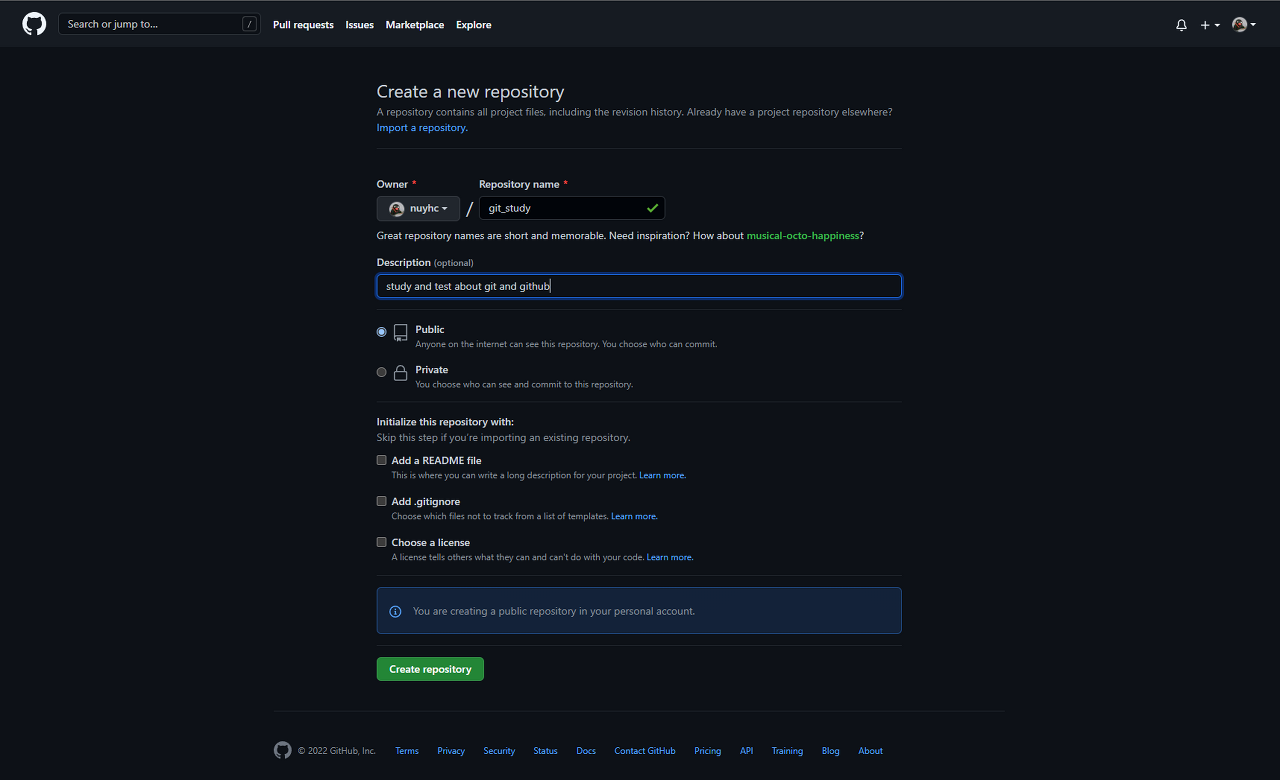 Search or jump to... /
Pull requests Issues Marketplace Explore
Create a new repository
A repository contains all project files, including the revision history. Already have a project repository elsewhere?
Import a repository.
Owner * Repository name *
nuyhc / git_study
Great repository names are short and memorable. Need inspiration? How about musical-octo-happiness?
Description (optional)
study and test about git and github
Public
Anyone on the internet can see this repository. You choose who can commit.
Private
You choose who can see and commit to this repository.
Initialize this repository with:
Skip this step if you're importing an existing repository.
Add a README file
This is where you can write a long description for your project. Learn more.
Add .gitignore
Choose which files not to track from a list of templates. Learn more.
Choose a license
A license tells others what they can and can't do with your code. Learn more.
You are creating a public repository in your personal account.
Create repository
© 2022 GitHub, Inc. Terms Privacy Security Status Docs Contact GitHub Pricing API Training Blog About